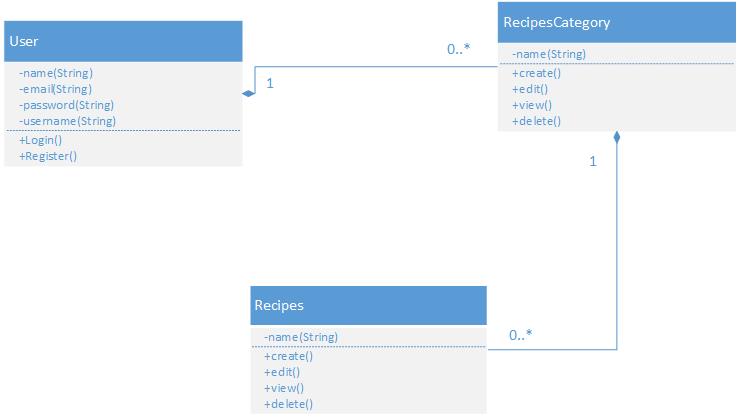 User
-name(String)
-email(String)
-password(String)
-username(String)
+Login()
+Register()
1
0..*
RecipesCategory
-name(String)
+create()
+edit()
+view()
+delete()
1
0..*
Recipes
-name(String)
+create()
+edit()
+view()
+delete()